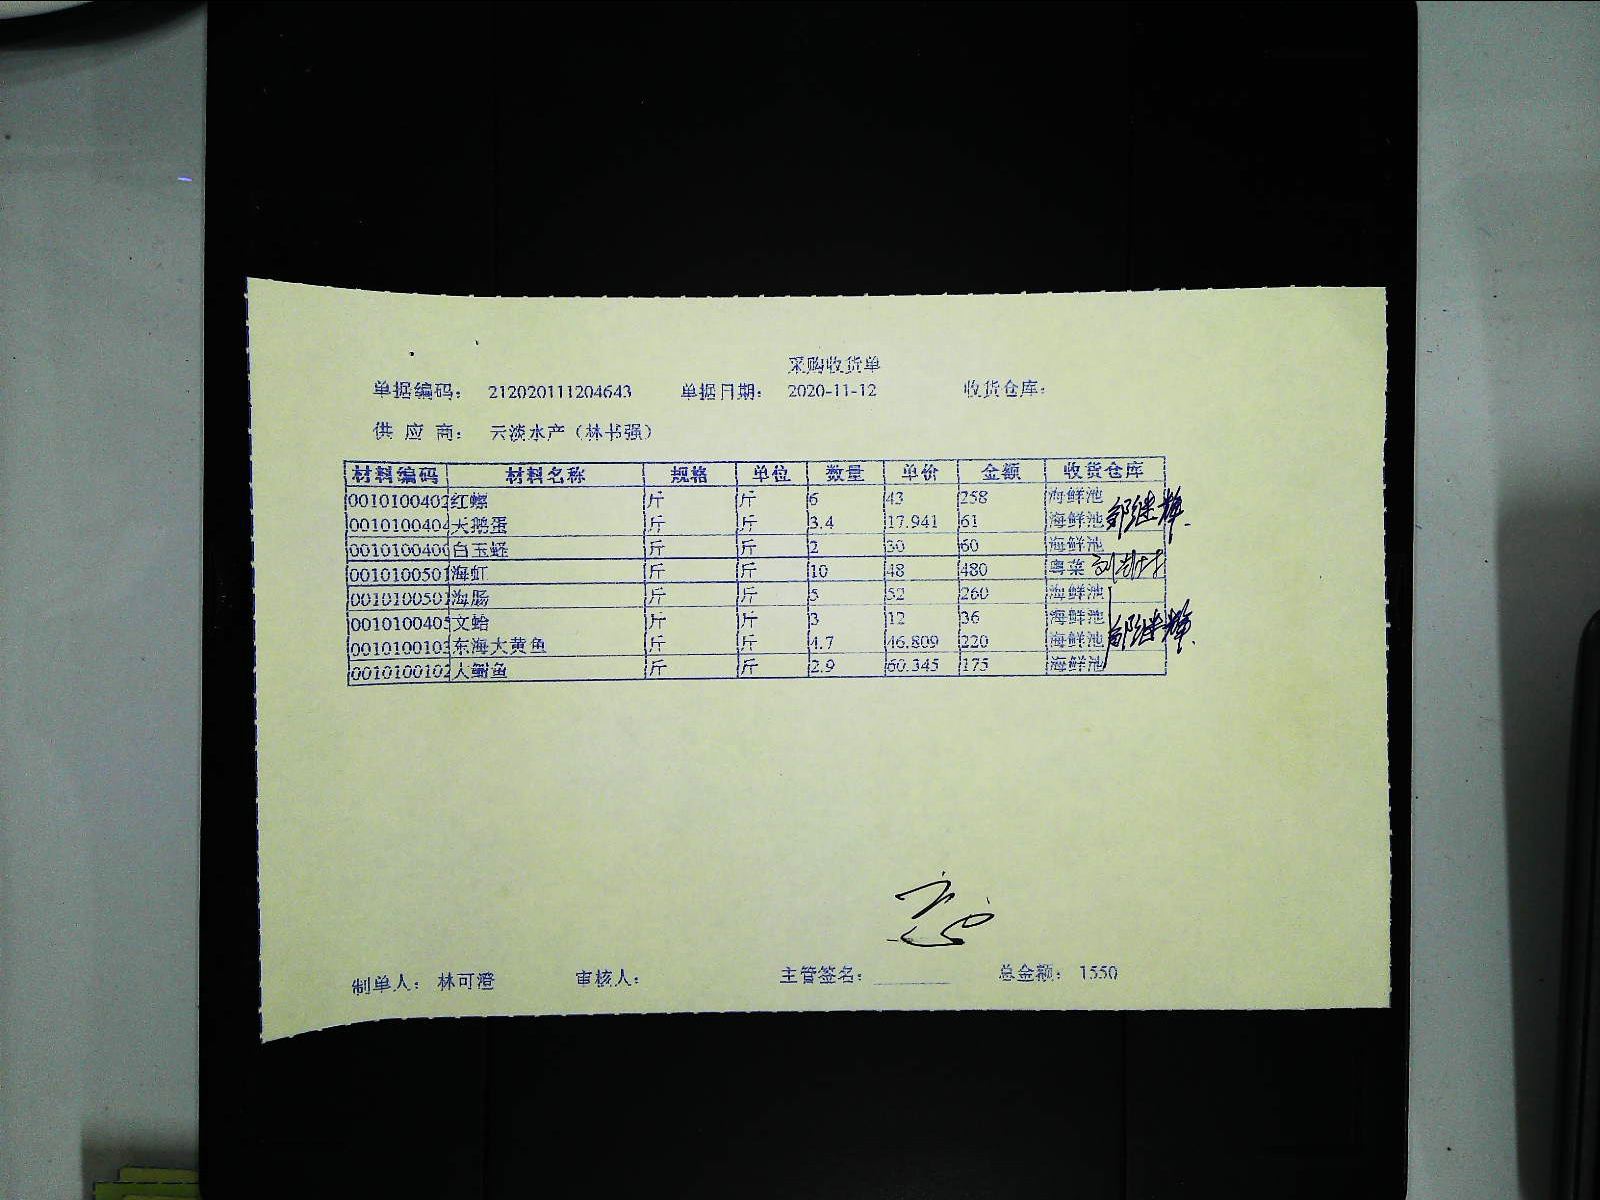 采购收货单
单据编码： 212020111204643 单据日期： 2020-11-12 收货仓库：
供 应 商： 云淡水产（林书强）
材料编码 材料名称 规格 单位 数量 单价 金额 收货仓库
0010100402 红螺 斤 斤 6 43 258 海鲜池
0010100404 天鹅蛋 斤 斤 3.4 17.941 61 海鲜池
0010100406 白玉蛏 斤 斤 2 30 60 海鲜池
0010100501 海虹 斤 斤 10 48 480 粤菜
0010100501 海肠 斤 斤 5 52 260 海鲜池
0010100405 文蛤 斤 斤 3 12 36 海鲜池
0010100103 东海大黄鱼 斤 斤 4.7 46.809 220 海鲜池
0010100102 斤 斤 2.9 60.345 175 海鲜池
制单人： 林可澄 审核人： 主管签名： 总金额： 1550